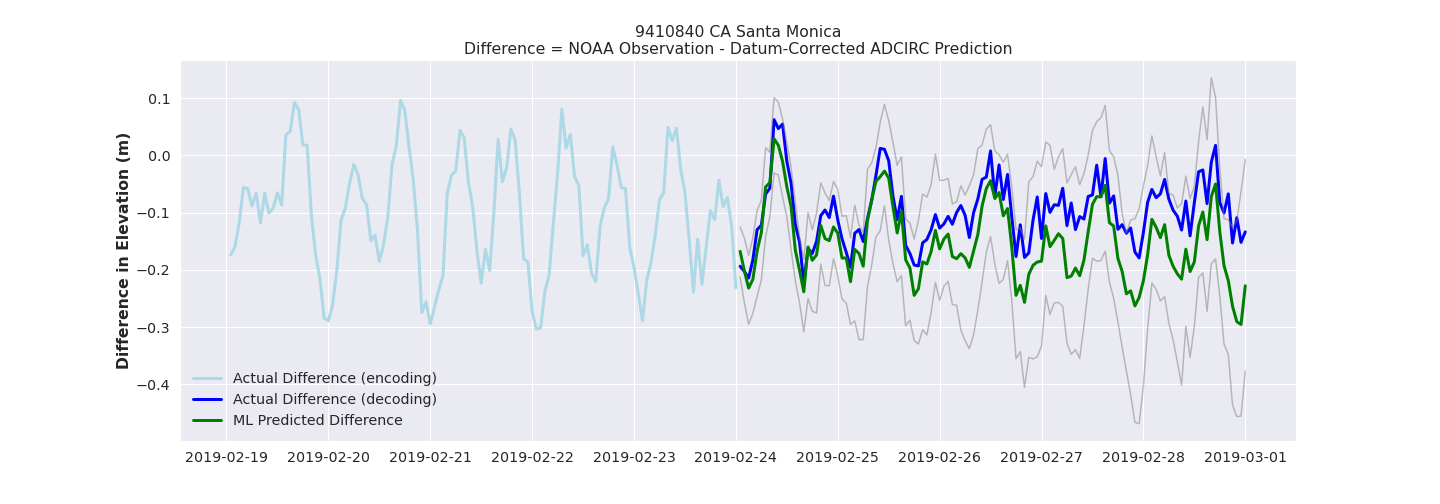 9410840 CA Santa Monica
Difference = NOAA Observation - Datum-Corrected ADCIRC Prediction
Difference in Elevation (m)
0.1
0.0
−0.1
−0.2
−0.3
−0.4
Actual Difference (encoding)
Actual Difference (decoding)
ML Predicted Difference
2019-02-19 2019-02-20 2019-02-21 2019-02-22 2019-02-23 2019-02-24 2019-02-25 2019-02-26 2019-02-27 2019-02-28 2019-03-01